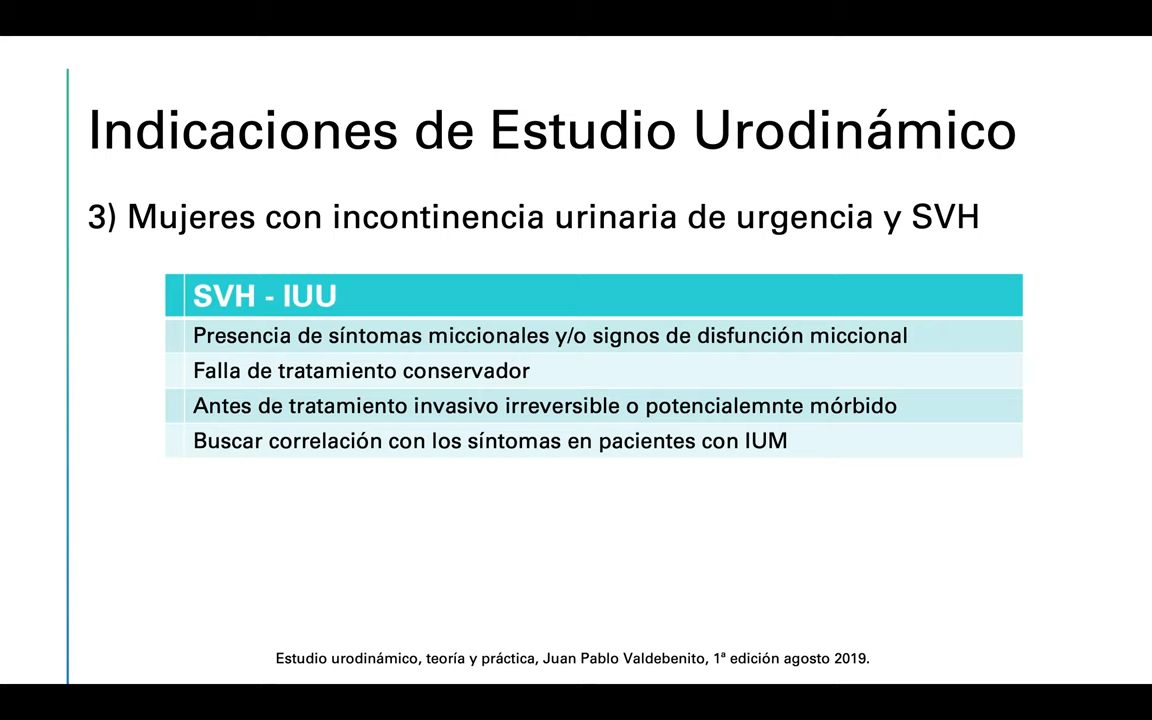 Indicaciones de Estudio Urodinámico
3) Mujeres con incontinencia urinaria de urgencia y SVH
SVH - IUU
Presencia de síntomas miccionales y/o signos de disfunción miccional
Falla de tratamiento conservador
Antes de tratamiento invasivo irreversible o potencialemnte mórbido
Buscar correlación con los síntomas en pacientes con IUM
Estudio urodinámico, teoría y práctica, Juan Pablo Valdebenito, 1ª edición agosto 2019.